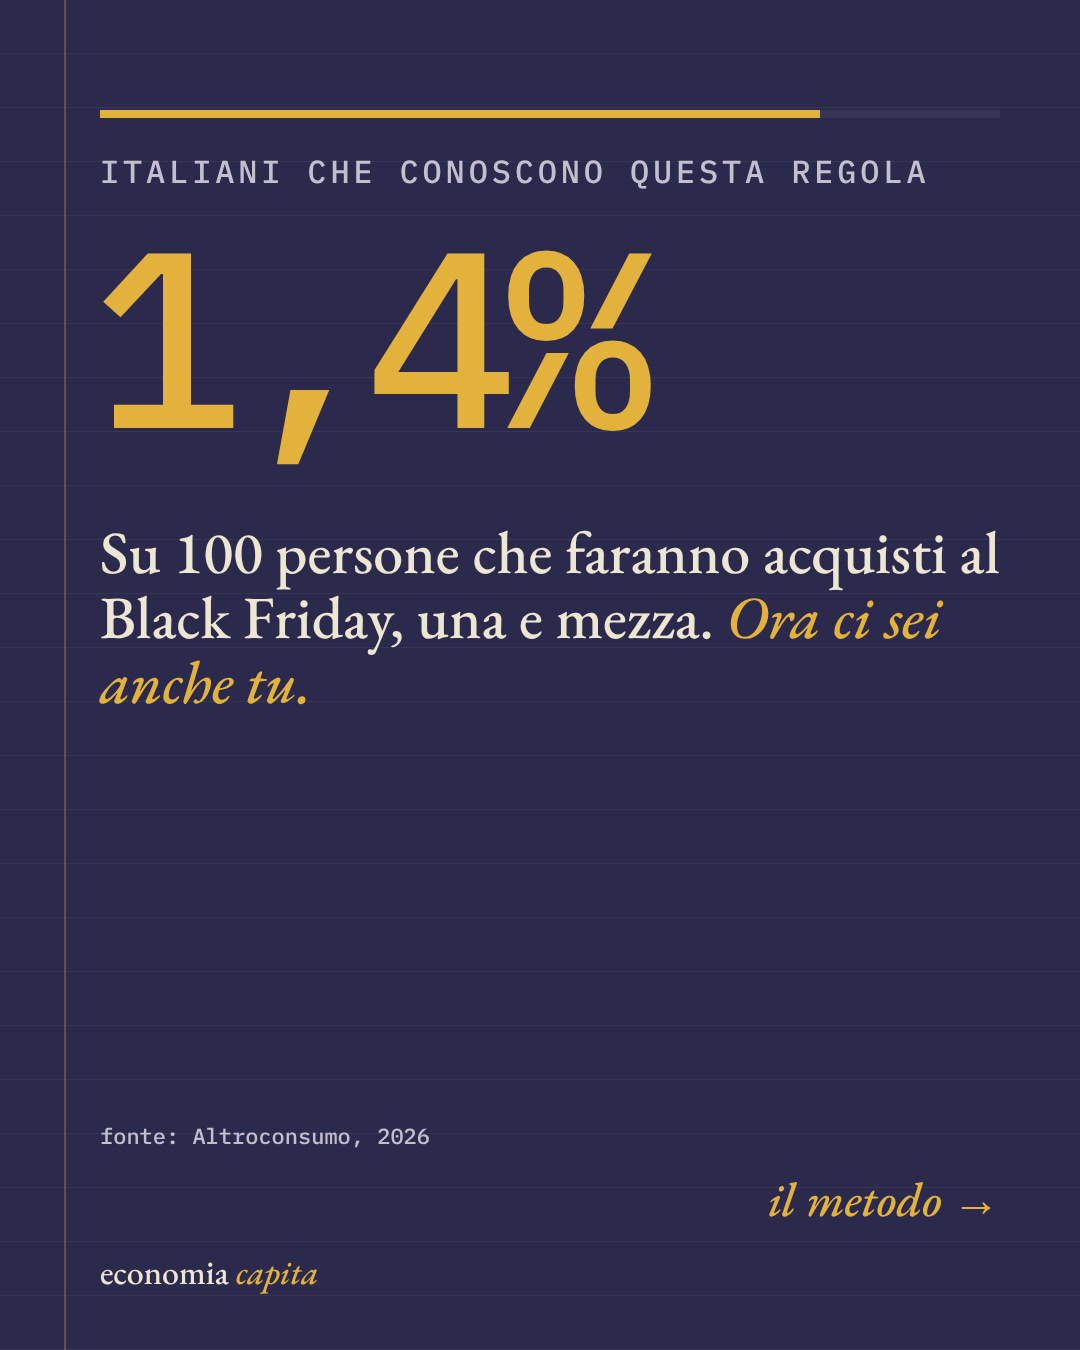 ITALIANI CHE CONOSCONO QUESTA REGOLA
1,4%
Su 100 persone che faranno acquisti al
Black Friday, una e mezza. Ora ci sei
anche tu.
fonte: Altroconsumo, 2026
il metodo →
economia capita